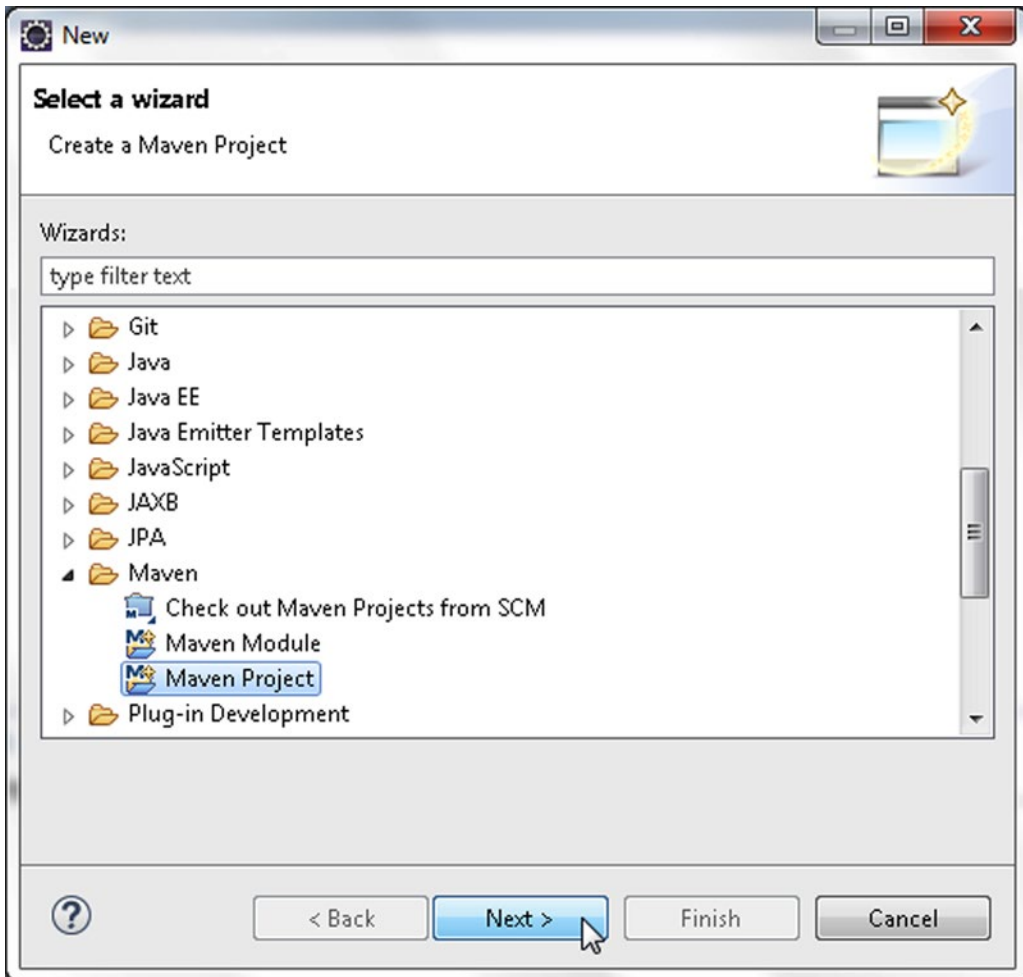 New
Select a wizard
Create a Maven Project
Wizards:
type filter text
Git
Java
Java EE
Java Emitter Templates
JavaScript
JAXB
JPA
Maven
Check out Maven Projects from SCM
Maven Module
Maven Project
Plug-in Development
< Back Next > Finish Cancel